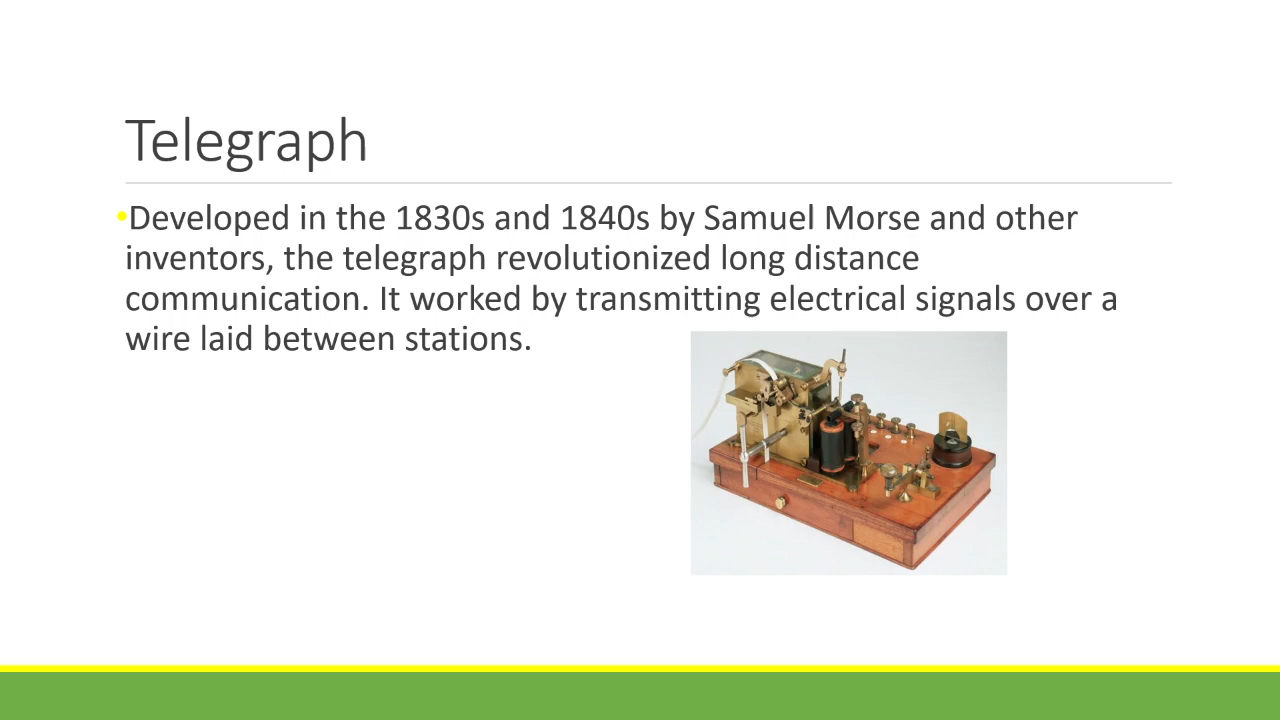 Telegraph
•Developed in the 1830s and 1840s by Samuel Morse and other
inventors, the telegraph revolutionized long distance
communication. It worked by transmitting electrical signals over a
wire laid between stations.